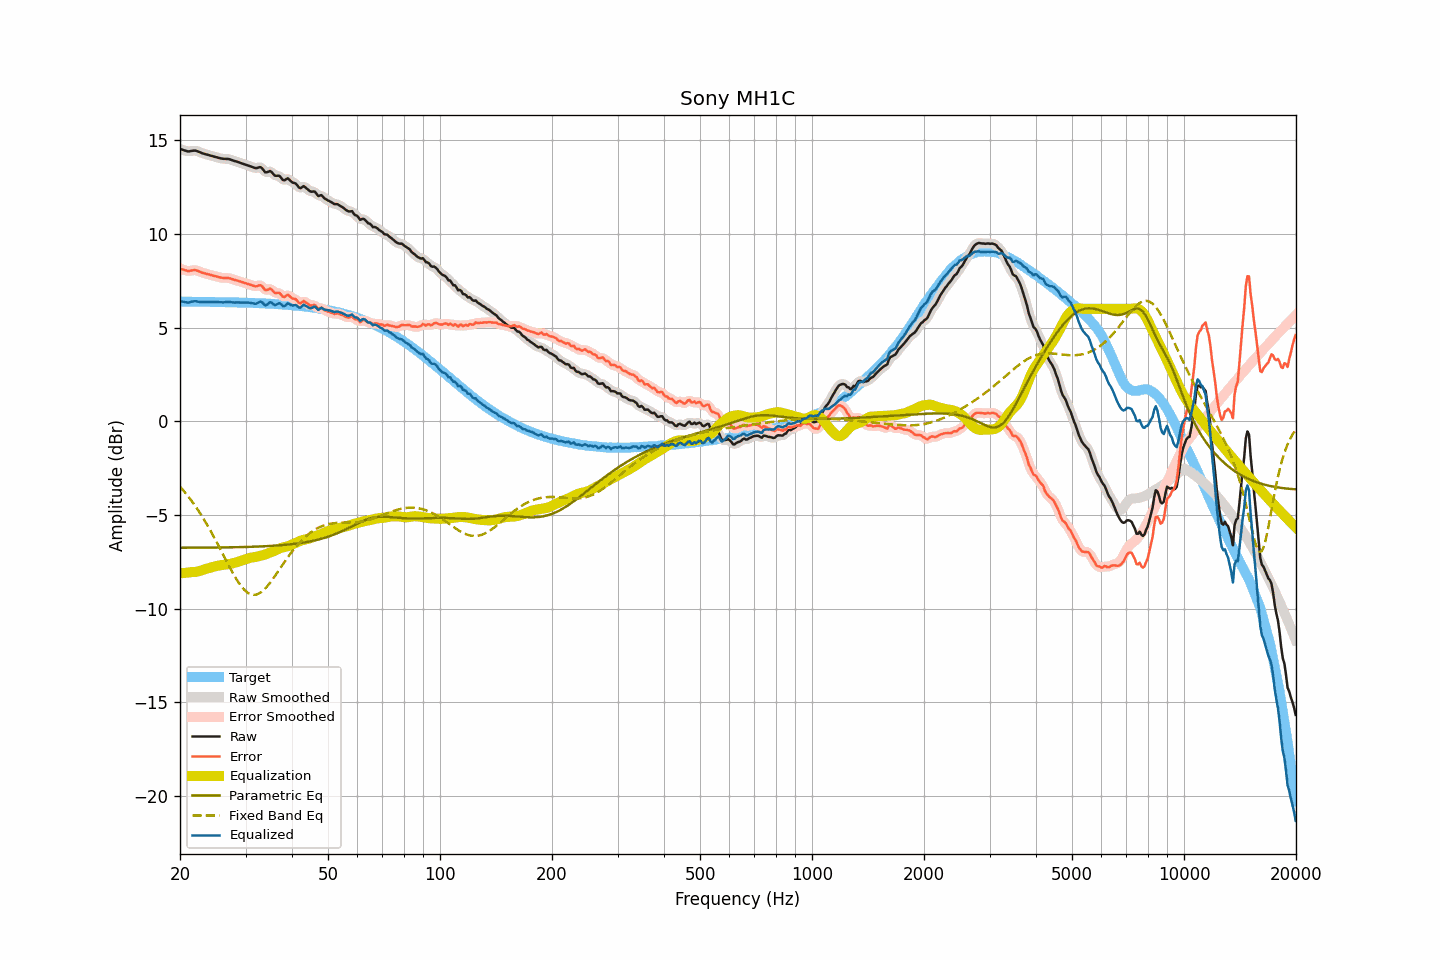 Sony MH1C
15
10
5
0
−5
−10
−15
−20
Amplitude (dBr)
Target
Raw Smoothed
Error Smoothed
Raw
Error
Equalization
Parametric Eq
Fixed Band Eq
Equalized
20 50 100 200 500 1000 2000 5000 10000 20000
Frequency (Hz)